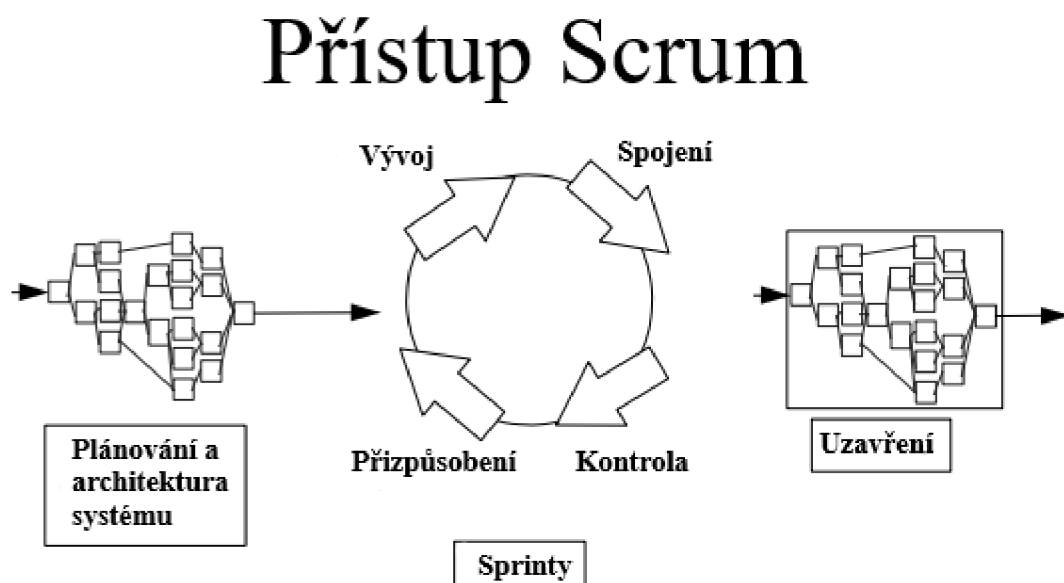 Přístup Scrum
Vývoj
Spojení
Přizpůsobení
Kontrola
Plánování a
architektura
systému
Uzavření
Sprinty